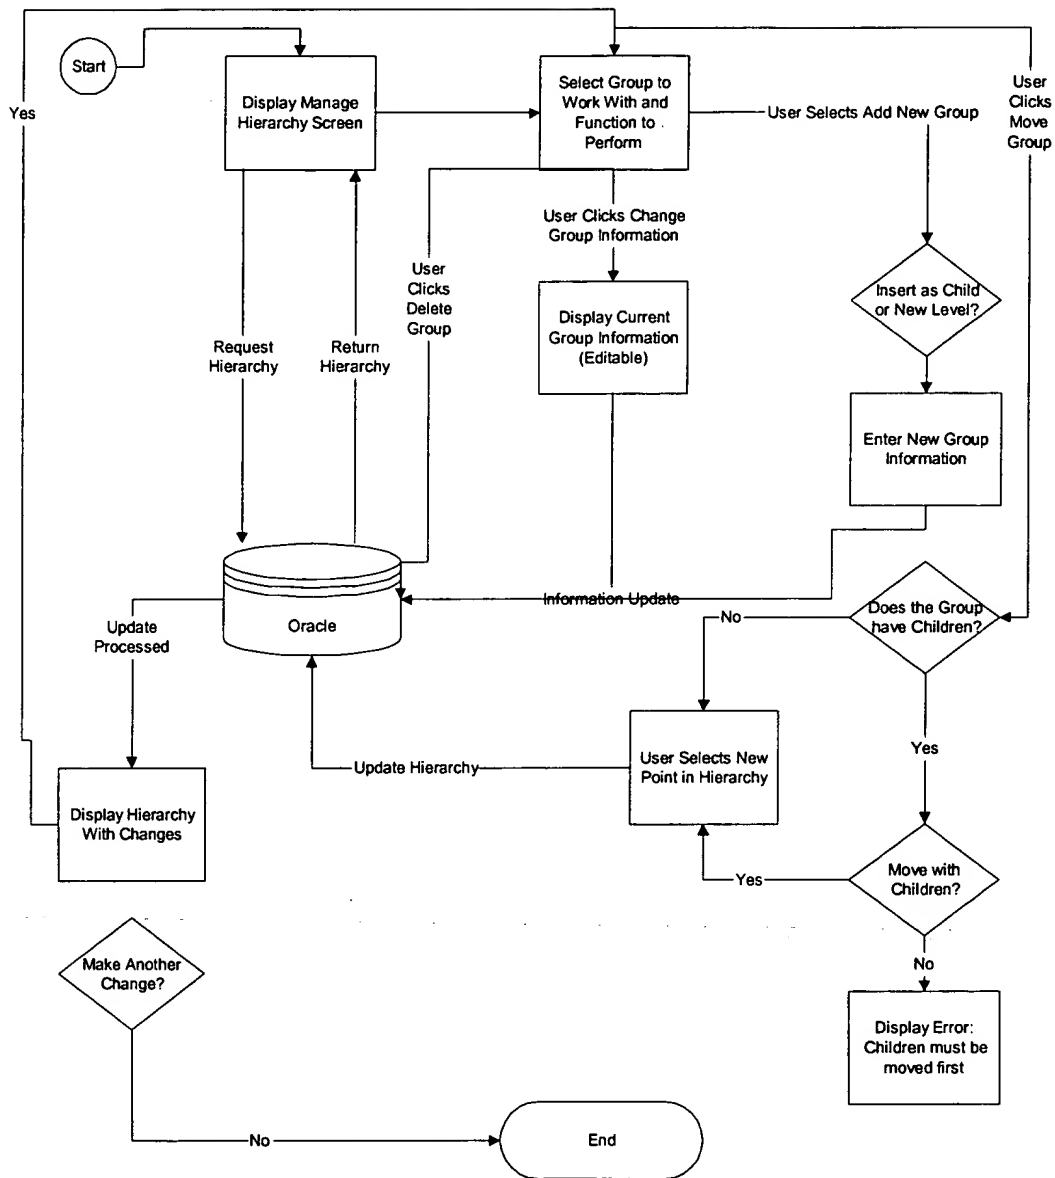 Start
Yes
Display Manage
Hierarchy Screen
Select Group to
Work With and
Function to
Perform
User Selects Add New Group
User
Clicks
Move
Group
User Clicks Change
Group Information
User
Clicks
Delete
Group
Insert as Child
or New Level?
Display Current
Group Information
(Editable)
Request
Hierarchy
Return
Hierarchy
Enter New Group
Information
Oracle
Information Update
Does the Group
have Children?
No
Update
Processed
Yes
User Selects New
Point in Hierarchy
Update Hierarchy
Display Hierarchy
With Changes
Move with
Children?
Yes
No
Make Another
Change?
Display Error:
Children must be
moved first
No
End